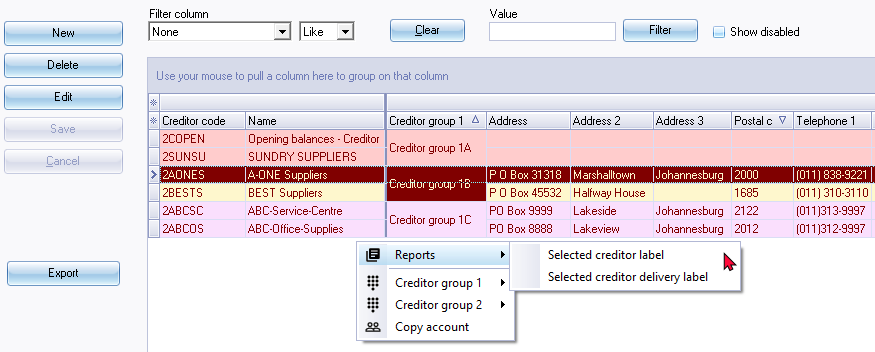 Filter column
Value
New
None
Like
Clear
Filter
Show disabled
Delete
Edit
Use your mouse to pull a column here to group on that column
Save
Cancel
Export
Creditor code Name Creditor group 1 Address Address 2 Address 3 Postal c Telephone 1
2COPEN Opening balances - Creditor
Creditor group 1A
2SUNSU SUNDRY SUPPLIERS
2AONES A-ONE Suppliers P O Box 31318 Marshalltown Johannesburg 2000 (011) 838-9221
Creditor group 1B
2BESTS BEST Suppliers P O Box 45532 Halfway House 1685 (011) 310-3110
2ABCSC ABC-Service-Centre PO Box 9999 Lakeside Johannesburg 2122 (011)313-9997
Creditor group 1C
2ABCOS ABC-Office-Supplies PO Box 8888 Lakeview Johannesburg 2012 (011)312-9997
Reports
Creditor group 1
Creditor group 2
Copy account
Selected creditor label
Selected creditor delivery label